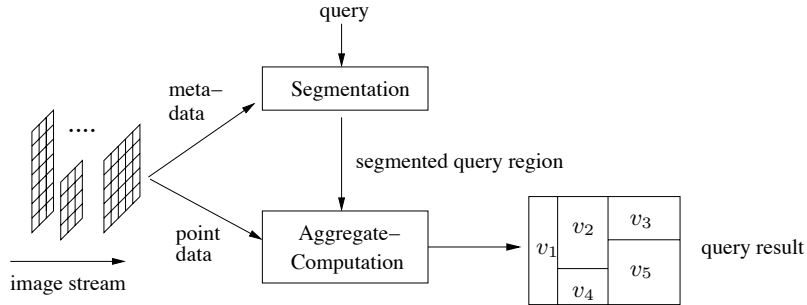 query
meta–
data
Segmentation
....
segmented query region
point
data
Aggregate–
Computation
v1
v2
v3
v4
v5
query result
image stream